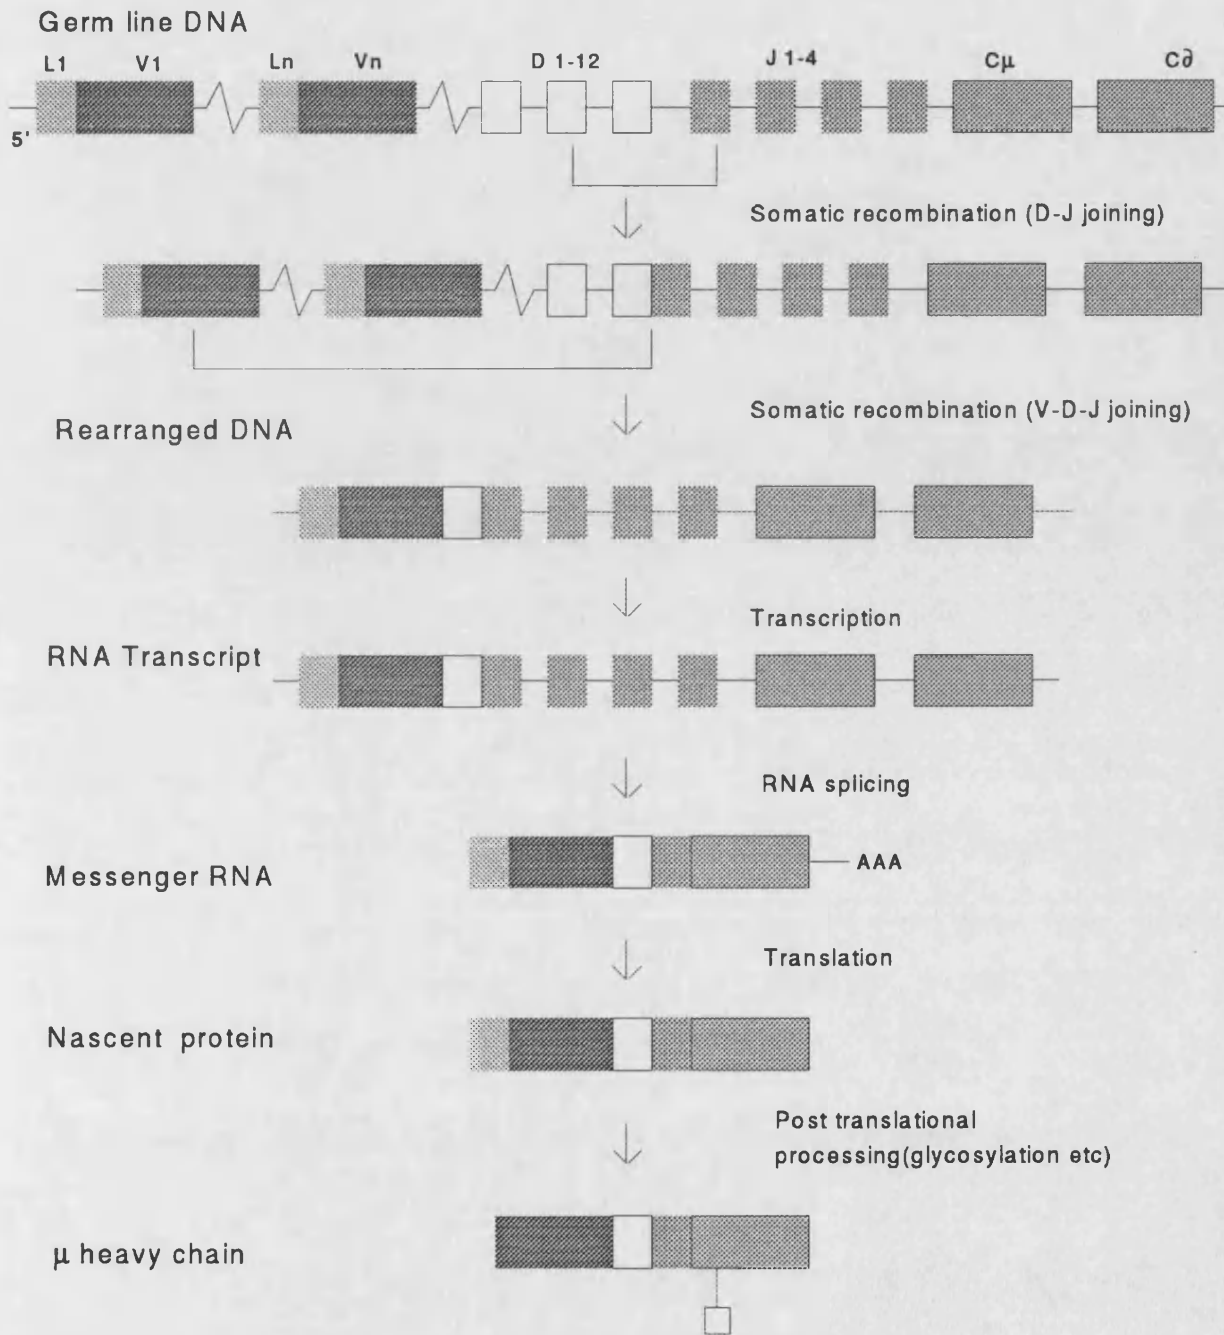 Germ line DNA
L1 V1 Ln Vn D 1-12 J 1-4 Cμ C∂
5'
Somatic recombination (D-J joining)
Somatic recombination (V-D-J joining)
Rearranged DNA
Transcription
RNA Transcript
RNA splicing
AAA
Messenger RNA
Translation
Nascent protein
Post translational
processing(glycosylation etc)
μ heavy chain